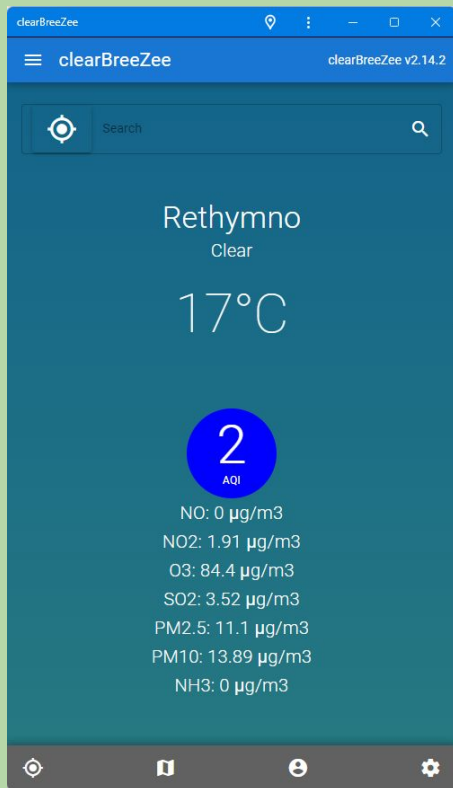 clearBreeZee
clearBreeZee
clearBreeZee v2.14.2
Search
Rethymno
Clear
17°C
2
AQI
NO: 0 µg/m3
NO2: 1.91 µg/m3
O3: 84.4 µg/m3
SO2: 3.52 µg/m3
PM2.5: 11.1 µg/m3
PM10: 13.89 µg/m3
NH3: 0 µg/m3